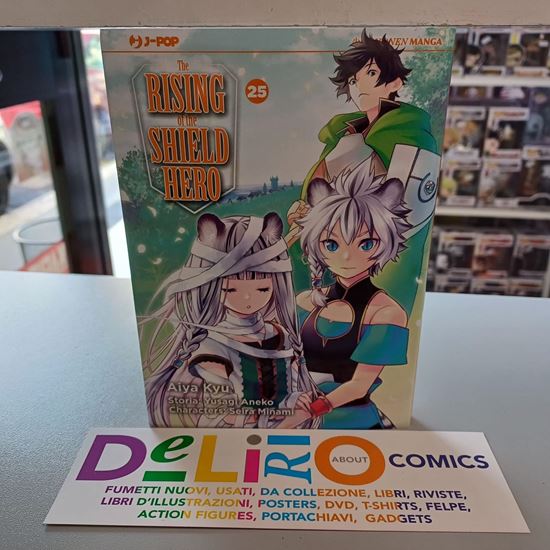 J-POP
SHONEN MANGA
The
RISING
of the
SHIELD
HERO
25
Aiya Kyu
Storia: Yusagi Aneko
Characters: Seira Minami
DeLiRiO
ABOUT
COMICS
FUMETTI NUOVI, USATI, DA COLLEZIONE, LIBRI, RIVISTE,
LIBRI D'ILLUSTRAZIONI, POSTERS, DVD, T-SHIRTS, FELPE,
ACTION FIGURES, PORTACHIAVI, GADGETS